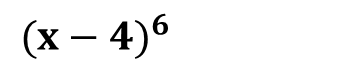 (x − 4)⁶